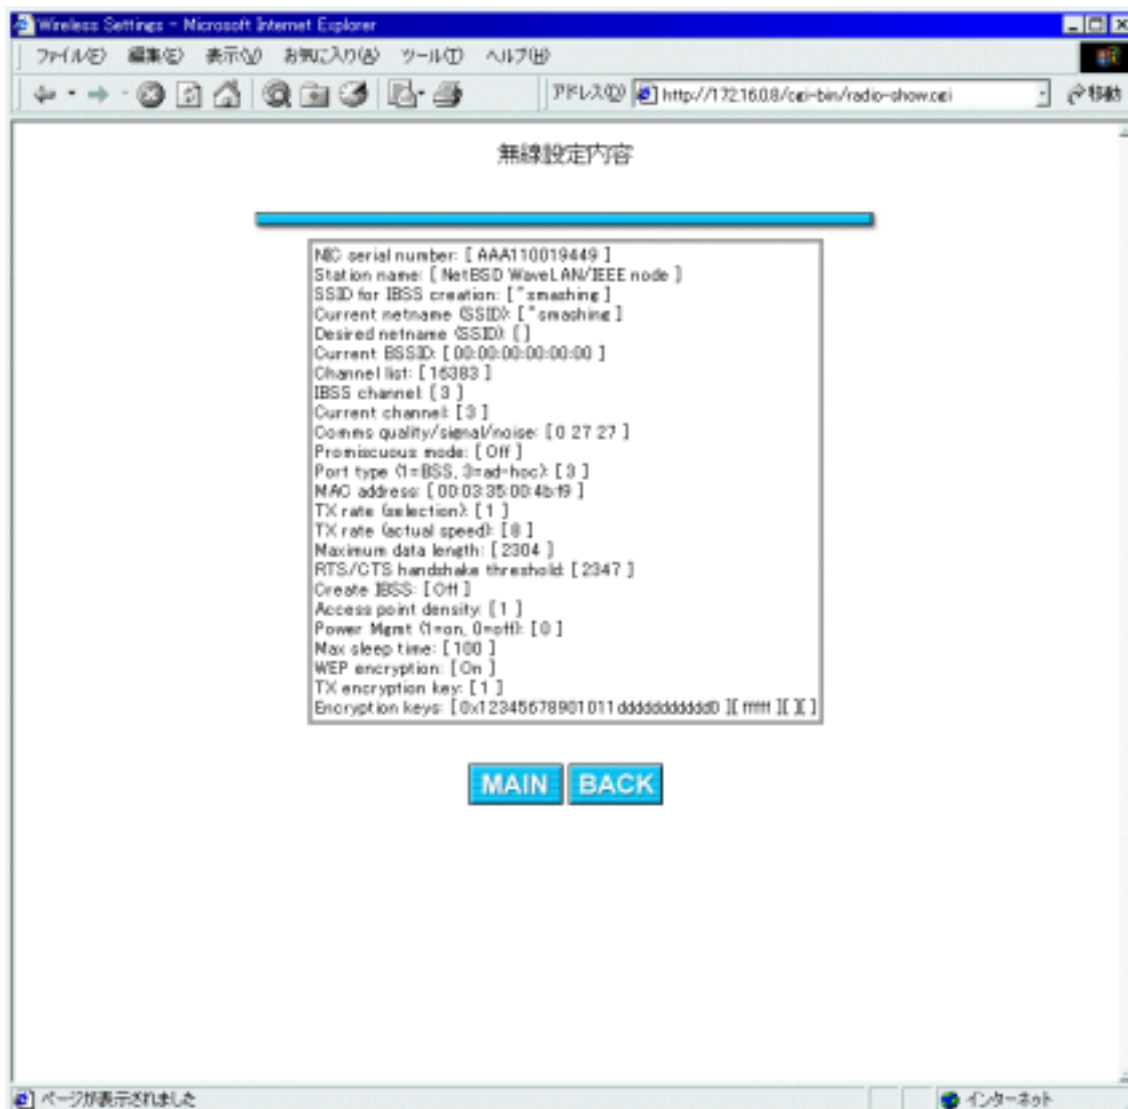 Wireless Settings - Microsoft Internet Explorer
ファイル(F) 編集(E) 表示(V) お気に入り(A) ツール(T) ヘルプ(H)
アドレス(D) http://172.16.0.8/cgi-bin/radio-show.cgi 移動
無線設定内容
NIC serial number: [ AAA110019449 ]
Station name: [ NetBSD WaveLAN/IEEE node ]
SSID for IBSS creation: [ ~smashing ]
Current netname (SSID): [ ~smashing ]
Desired netname (SSID): [ ]
Current BSSID: [ 00:00:00:00:00:00 ]
Channel list: [ 16383 ]
IBSS channel: [ 3 ]
Current channel: [ 3 ]
Comms quality/signal/noise: [ 0 27 27 ]
Promiscuous mode: [ Off ]
Port type (1=BSS, 3=ad-hoc): [ 3 ]
MAC address: [ 00:03:35:00:4b:f9 ]
TX rate (selection): [ 1 ]
TX rate (actual speed): [ 8 ]
Maximum data length: [ 2304 ]
RTS/CTS handshake threshold: [ 2347 ]
Create IBSS: [ Off ]
Access point density: [ 1 ]
Power Mgmt (1=on, 0=off): [ 0 ]
Max sleep time: [ 100 ]
WEP encryption: [ On ]
TX encryption key: [ 1 ]
Encryption keys: [ 0x12345678901011ddddddddddd0 ][ ffffff ][ ][ ]
MAIN BACK
ページが表示されました インターネット